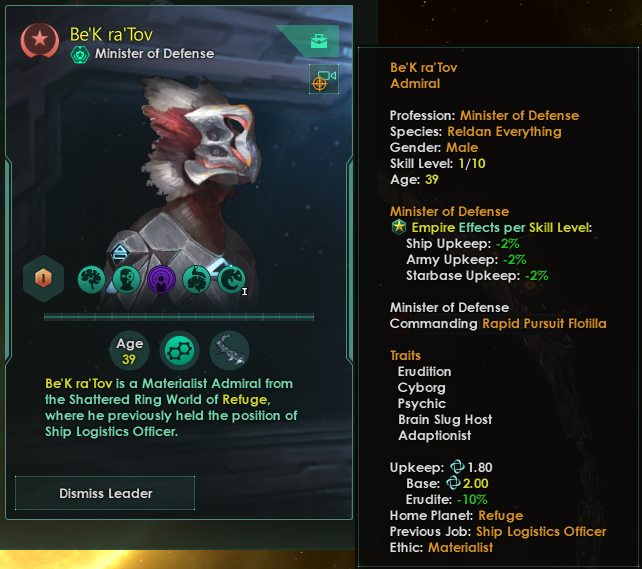 Be'K ra'Tov
Minister of Defense
I
Age
39
Be'K ra'Tov is a Materialist Admiral from
the Shattered Ring World of Refuge,
where he previously held the position of
Ship Logistics Officer.
Dismiss Leader
Be'K ra'Tov
Admiral
Profession: Minister of Defense
Species: Reldan Everything
Gender: Male
Skill Level: 1/10
Age: 39
Minister of Defense
Empire Effects per Skill Level:
Ship Upkeep: -2%
Army Upkeep: -2%
Starbase Upkeep: -2%
Minister of Defense
Commanding Rapid Pursuit Flotilla
Traits
Erudition
Cyborg
Psychic
Brain Slug Host
Adaptionist
Upkeep: 1.80
Base: 2.00
Erudite: -10%
Home Planet: Refuge
Previous Job: Ship Logistics Officer
Ethic: Materialist